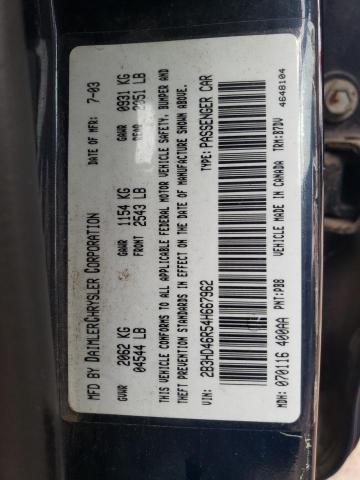 MFD BY DAIMLERCHRYSLER CORPORATION DATE OF MFR: 7-03
GVWR 2062 KG GAWR 1154 KG GAWR 0931 KG
04544 LB FRONT 2543 LB REAR 2051 LB
THIS VEHICLE CONFORMS TO ALL APPLICABLE FEDERAL MOTOR VEHICLE SAFETY, BUMPER AND
THEFT PREVENTION STANDARDS IN EFFECT ON THE DATE OF MANUFACTURE SHOWN ABOVE.
VIN: 2B3HD46R54H667962 TYPE: PASSENGER CAR
MDH: 070116 400AA PNT: PBB VEHICLE MADE IN CANADA TRM: B7DV 4648104